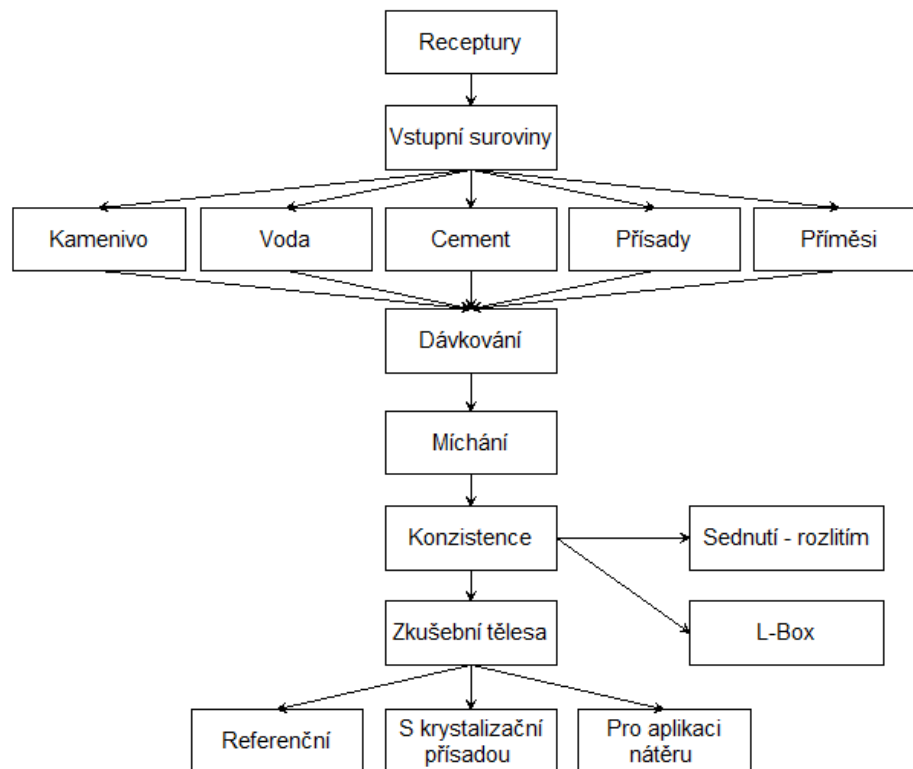 Receptury
Vstupní suroviny
Kamenivo
Voda
Cement
Přísady
Příměsi
Dávkování
Míchání
Konzistence
Sednutí - rozlitím
Zkušební tělesa
L-Box
Referenční
S krystalizační
přísadou
Pro aplikaci
nátěru